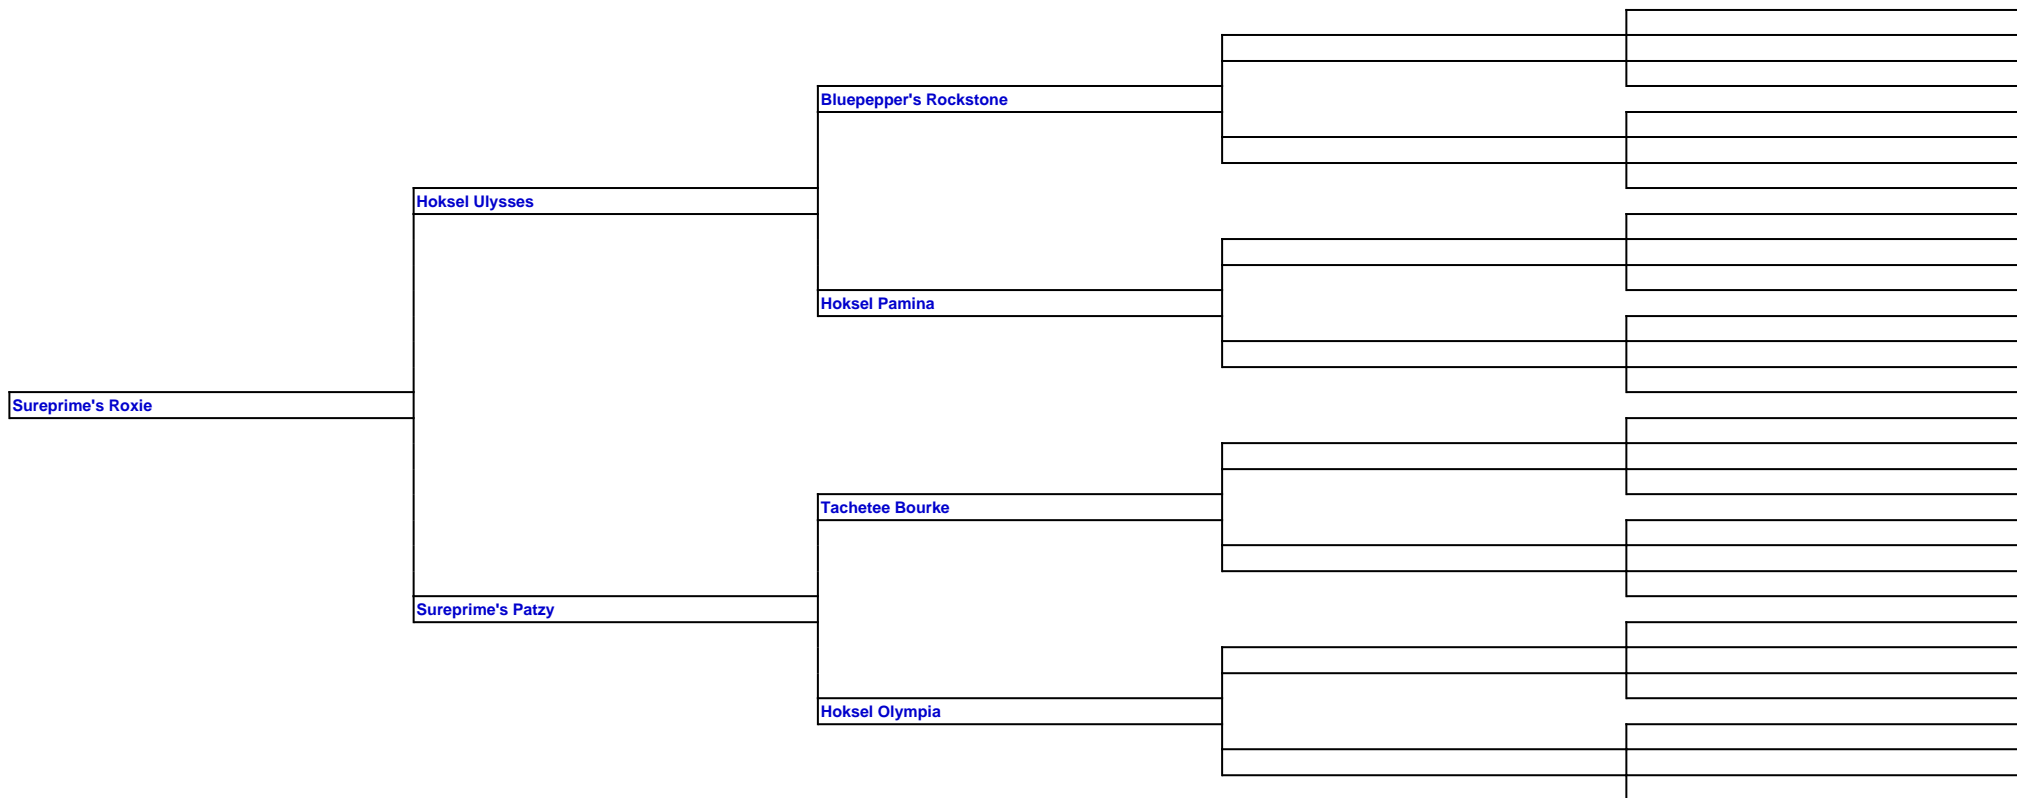 Bluepepper's Rockstone
Hoksel Ulysses
Hoksel Pamina
Sureprime's Roxie
Tachetee Bourke
Sureprime's Patzy
Hoksel Olympia